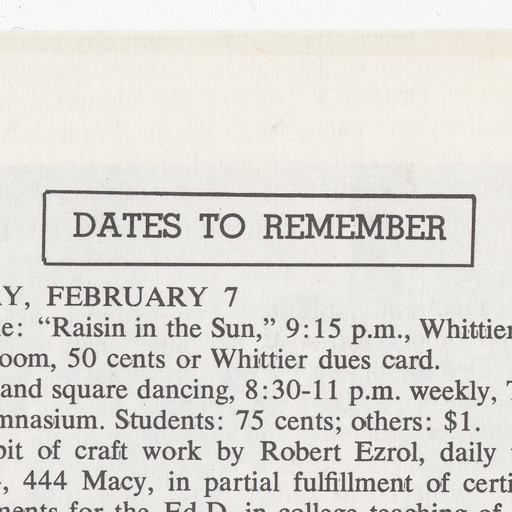 DATES TO REMEMBER
Y, FEBRUARY 7
e: “Raisin in the Sun,” 9:15 p.m., Whittier
oom, 50 cents or Whittier dues card.
and square dancing, 8:30-11 p.m. weekly,
mnasium. Students: 75 cents; others: $1.
bit of craft work by Robert Ezrol, daily
, 444 Macy, in partial fulfillment of certi
ments for the Ed.D. in college teaching of